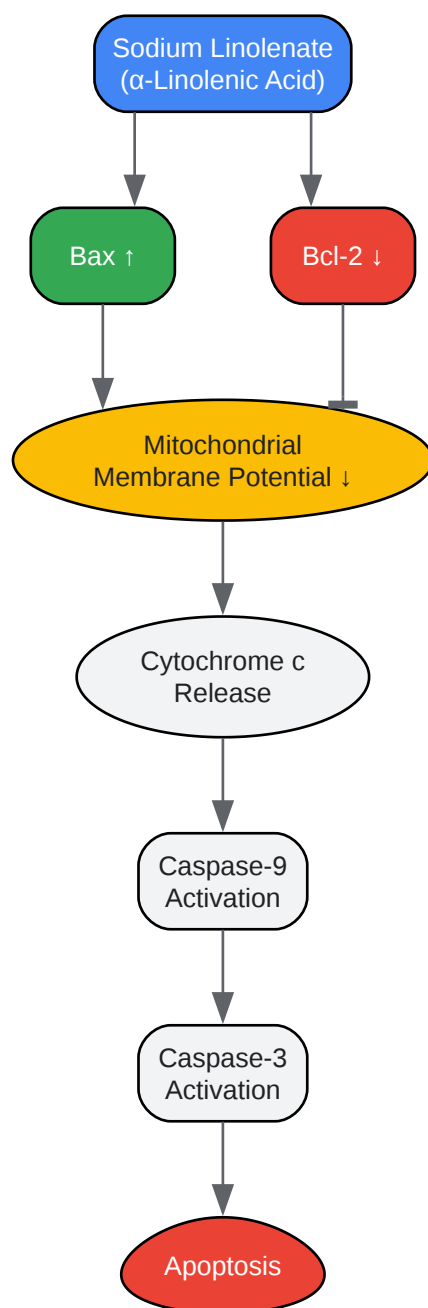 Sodium Linolenate
(α-Linolenic Acid)
Bax ↑
Bcl-2 ↓
Mitochondrial
Membrane Potential ↓
Cytochrome c
Release
Caspase-9
Activation
Caspase-3
Activation
Apoptosis